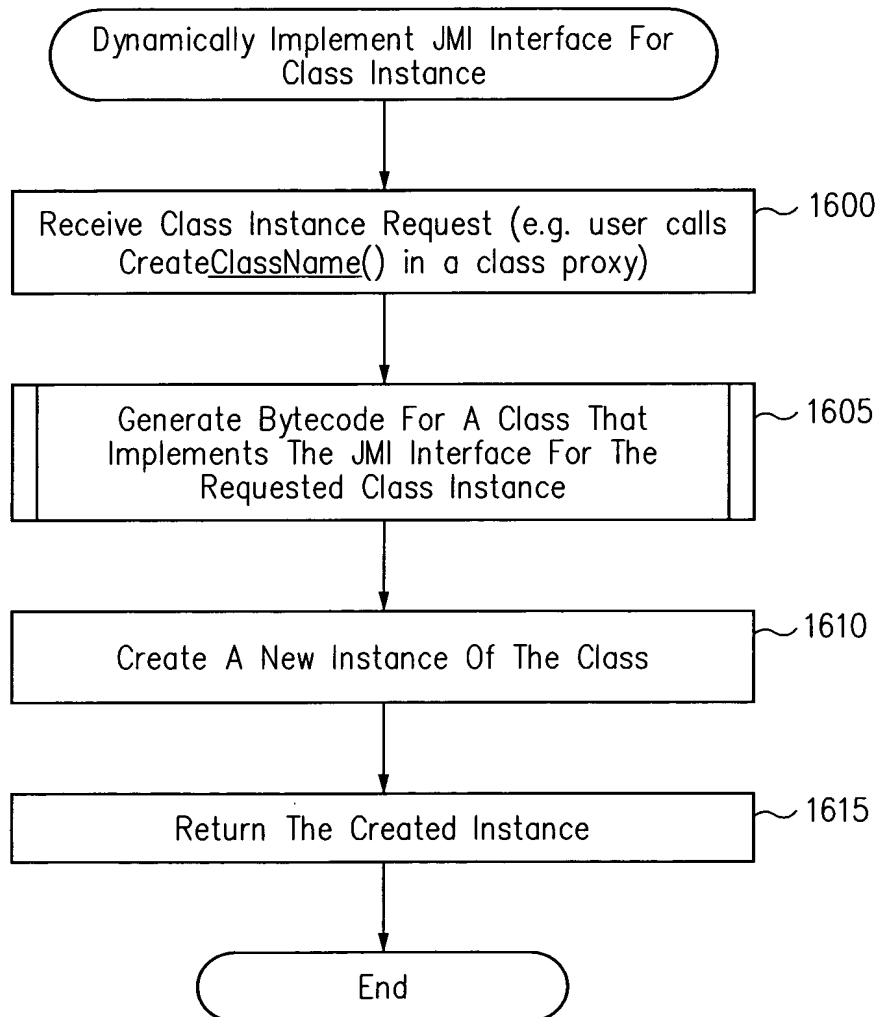 Dynamically Implement JMI Interface For
Class Instance
Receive Class Instance Request (e.g. user calls
CreateClassName() in a class proxy)
1600
Generate Bytecode For A Class That
Implements The JMI Interface For The
Requested Class Instance
1605
Create A New Instance Of The Class
1610
Return The Created Instance
1615
End